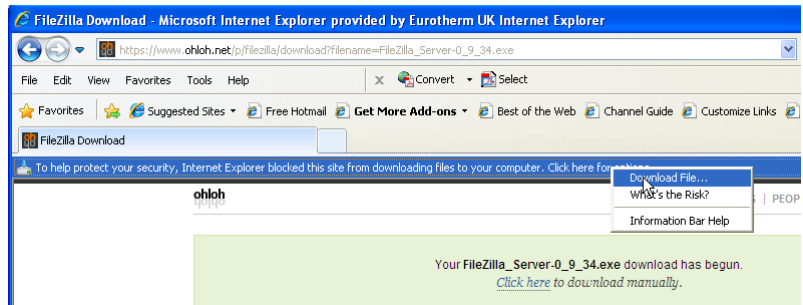 FileZilla Download - Microsoft Internet Explorer provided by Eurotherm UK Internet Explorer
https://www.ohloh.net/p/filezilla/download?filename=FileZilla_Server-0_9_34.exe
File Edit View Favorites Tools Help x Convert Select
Favorites Suggested Sites Free Hotmail Get More Add-ons Best of the Web Channel Guide Customize Links
FileZilla Download
To help protect your security, Internet Explorer blocked this site from downloading files to your computer. Click here for options
Download File...
What's the Risk?
Information Bar Help
ohloh
PEOP
Your FileZilla_Server-0_9_34.exe download has begun.
Click here to download manually.